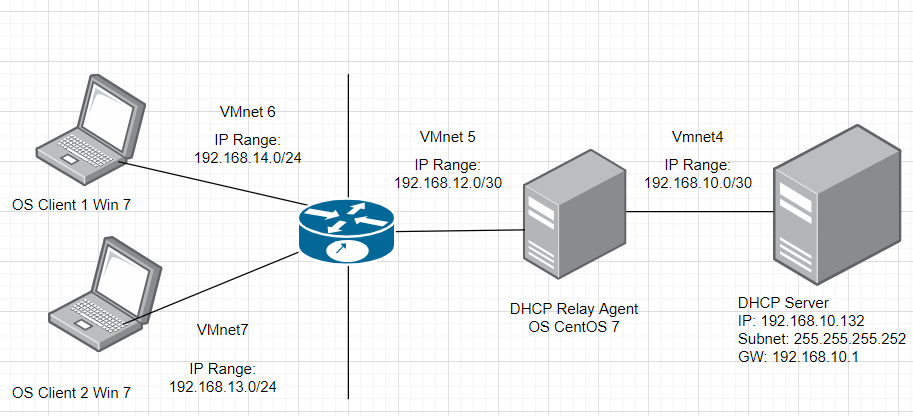 VMnet 6
IP Range:
192.168.14.0/24
OS Client 1 Win 7
VMnet 5
IP Range:
192.168.12.0/30
Vmnet4
IP Range:
192.168.10.0/30
DHCP Relay Agent
OS CentOS 7
DHCP Server
IP: 192.168.10.132
Subnet: 255.255.255.252
GW: 192.168.10.1
VMnet7
IP Range:
192.168.13.0/24
OS Client 2 Win 7